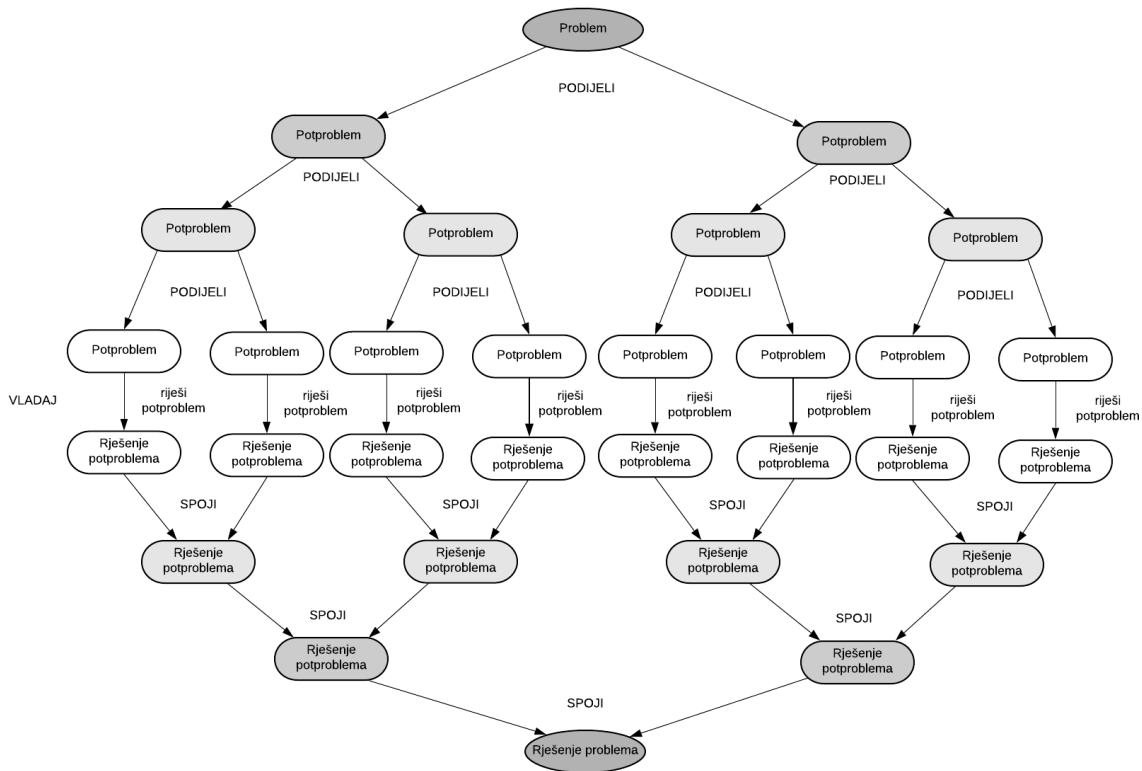 Problem
PODIJELI
Potproblem
Potproblem
PODIJELI
PODIJELI
Potproblem
Potproblem
Potproblem
Potproblem
PODIJELI
PODIJELI
PODIJELI
PODIJELI
Potproblem
Potproblem
Potproblem
Potproblem
Potproblem
Potproblem
Potproblem
Potproblem
VLADAJ
riješi
potproblem
riješi
potproblem
riješi
potproblem
riješi
potproblem
riješi
potproblem
riješi
potproblem
riješi
potproblem
riješi
potproblem
Rješenje
potproblema
Rješenje
potproblema
Rješenje
potproblema
Rješenje
potproblema
Rješenje
potproblema
Rješenje
potproblema
Rješenje
potproblema
Rješenje
potproblema
SPOJI
SPOJI
SPOJI
SPOJI
Rješenje
potproblema
Rješenje
potproblema
Rješenje
potproblema
Rješenje
potproblema
SPOJI
SPOJI
Rješenje
potproblema
Rješenje
potproblema
SPOJI
Rješenje problema